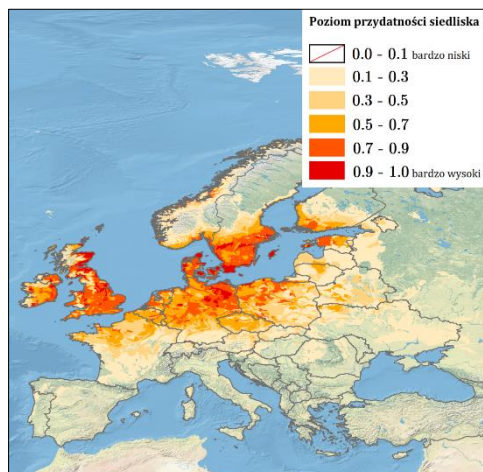 Poziom przydatności siedliska
0.0 - 0.1 bardzo niski
0.1 - 0.3
0.3 - 0.5
0.5 - 0.7
0.7 - 0.9
0.9 - 1.0 bardzo wysoki